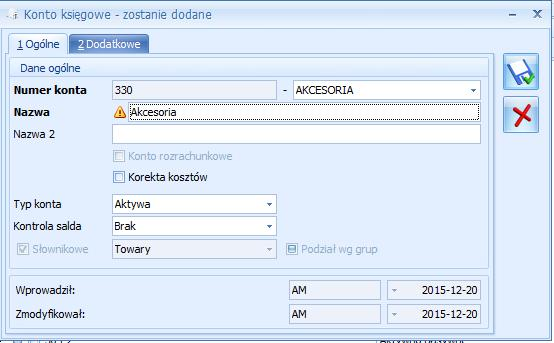 Konto księgowe - zostanie dodane
1 Ogólne 2 Dodatkowe
Dane ogólne
Numer konta 330 - AKCESORIA
Nazwa Akcesoria
Nazwa 2
Konto rozrachunkowe
Korekta kosztów
Typ konta Aktywa
Kontrola salda Brak
Słownikowe Towary Podział wg grup
Wprowadził: AM 2015-12-20
Zmodyfikował: AM 2015-12-20